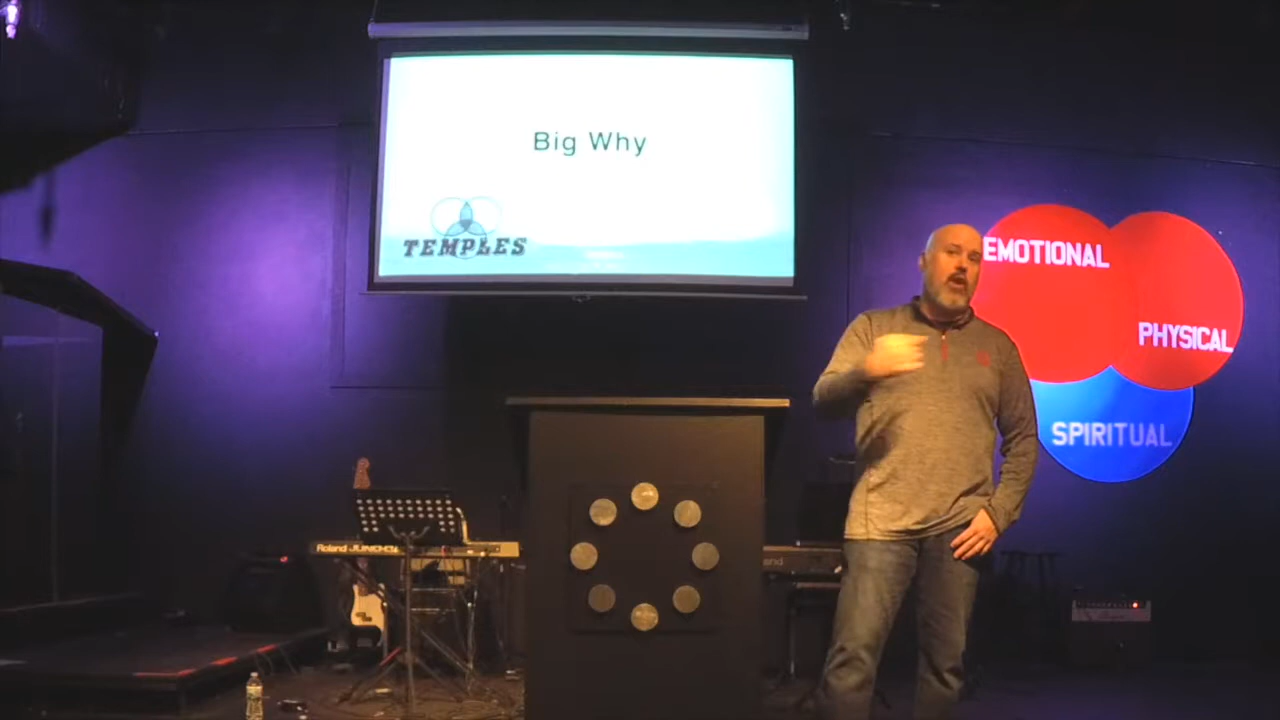 Big Why
TEMPLES
EMOTIONAL
PHYSICAL
SPIRITUAL
Roland JUNO